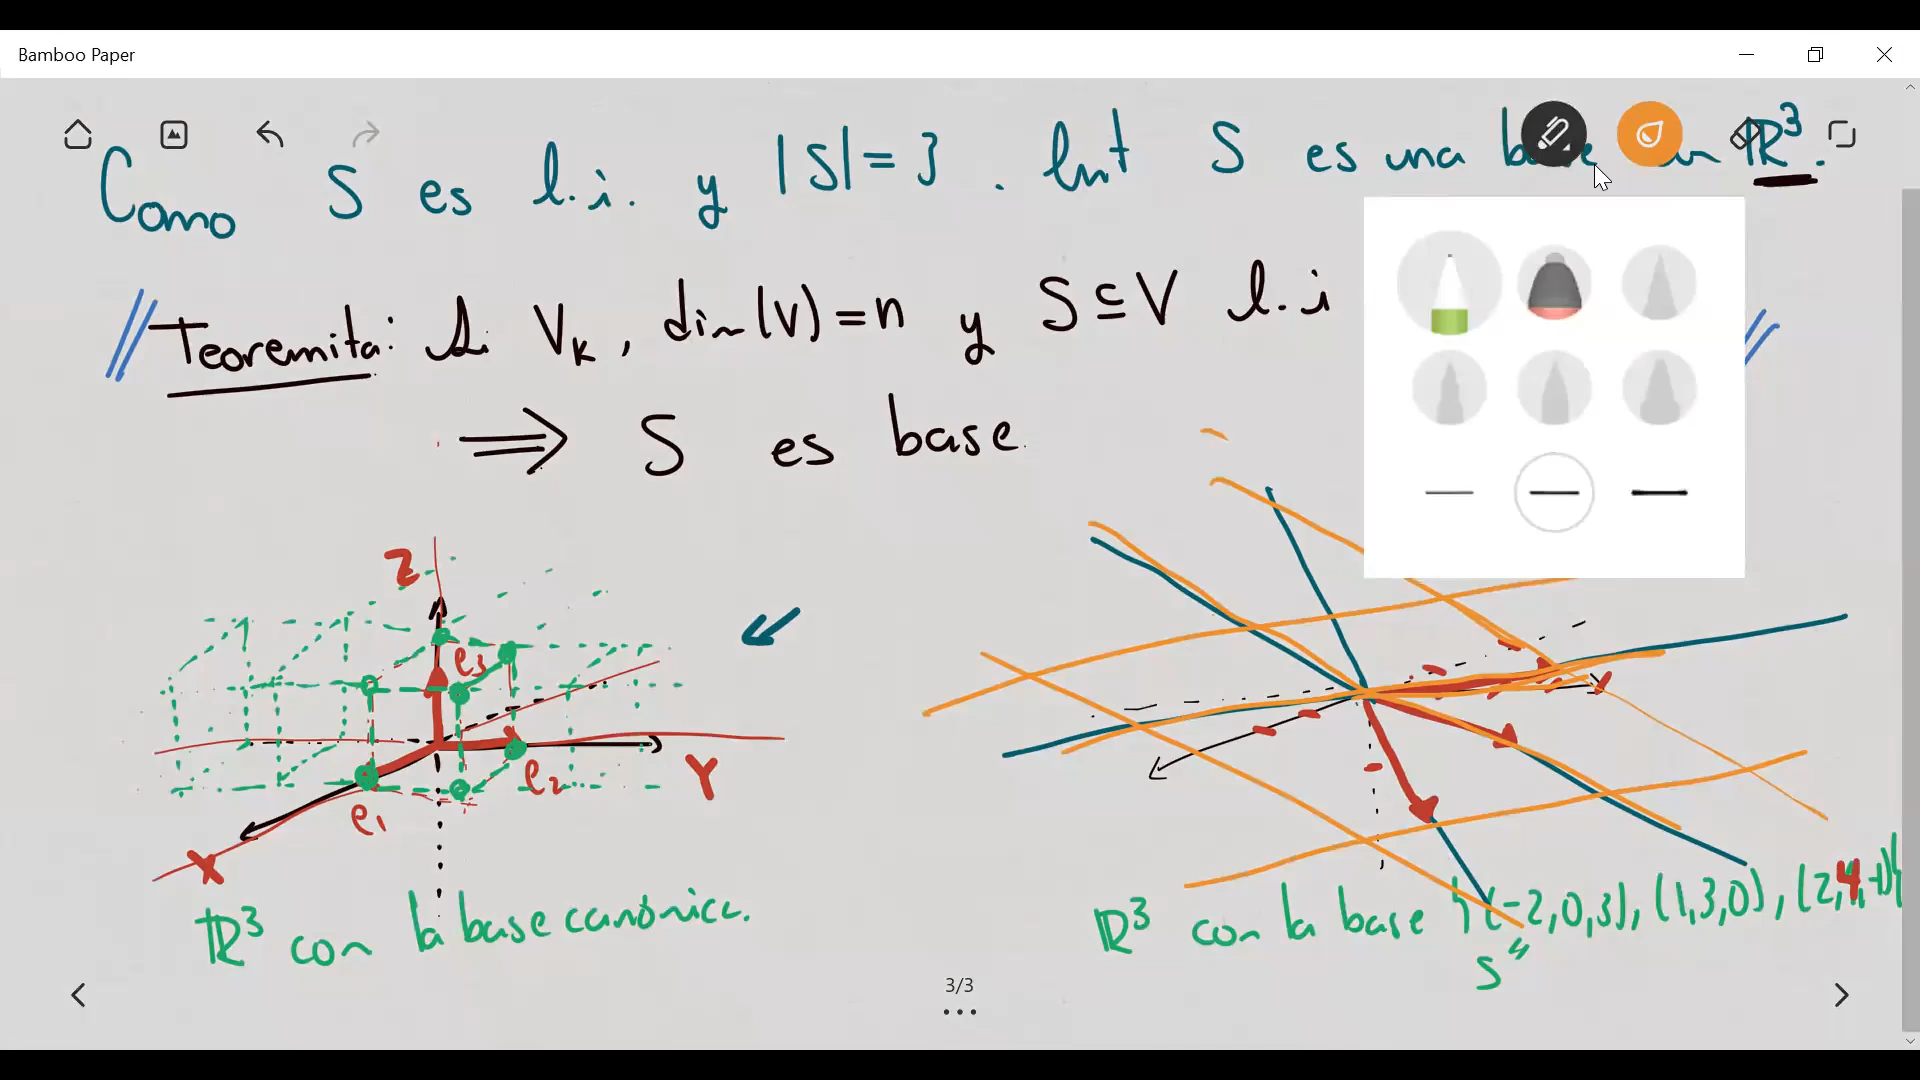 Bamboo Paper
Como S es l.i. y |S|=3. Ent S es una base en ℝ³.
Teoremita: Si V_K, dim(V)=n y S⊆V l.i
⟹ S es base.
Z
e₃
e₂
Y
e₁
X
ℝ³ con la base canónica.
ℝ³ con la base {(-2,0,3), (1,3,0), (2,4,-1)}
S"
3/3